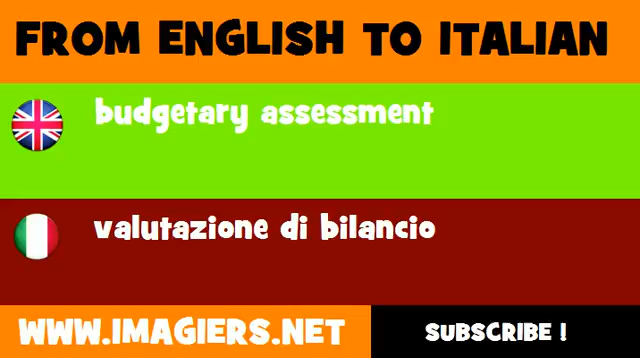 FROM ENGLISH TO ITALIAN
budgetary assessment
valutazione di bilancio
WWW.IMAGIERS.NET
SUBSCRIBE !